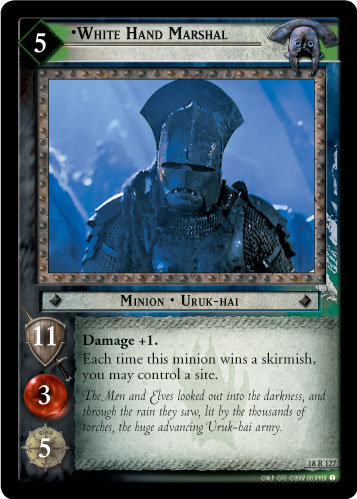 5
•White Hand Marshal
Minion • Uruk-hai
11
Damage +1.
Each time this minion wins a skirmish,
you may control a site.
3
The Men and Elves looked out into the darkness, and
through the rain they saw, lit by the thousands of
torches, the huge advancing Uruk-hai army.
5
18 R 127